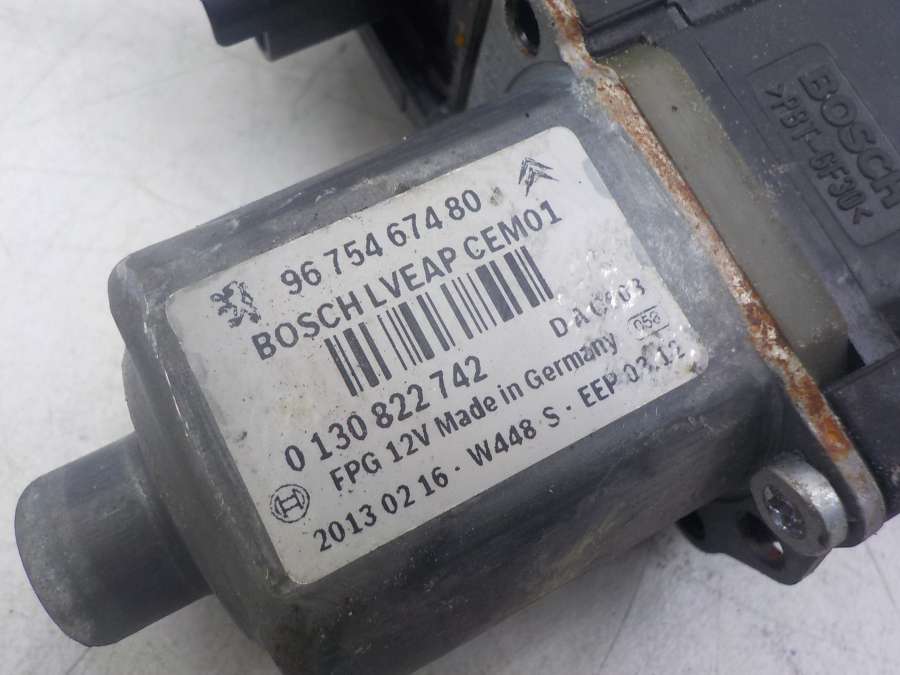 96 754 674 80
BOSCH LVEAP CEM01
0 130 822 742
FPG 12V Made in Germany
058
2013 02 16 - W448 S - EEP 03.12
BOSCH
>PBT-GF30<